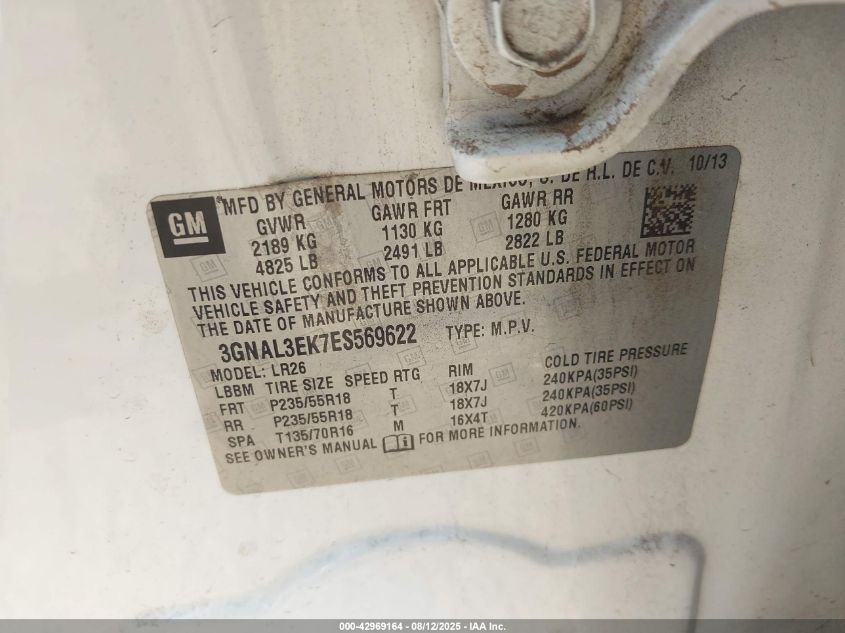 MFD BY GENERAL MOTORS DE MEXICO, S. DE R.L. DE C.V. 10/13
GM
GVWR GAWR FRT GAWR RR
2189 KG 1130 KG 1280 KG
4825 LB 2491 LB 2822 LB
THIS VEHICLE CONFORMS TO ALL APPLICABLE U.S. FEDERAL MOTOR
VEHICLE SAFETY AND THEFT PREVENTION STANDARDS IN EFFECT ON
THE DATE OF MANUFACTURE SHOWN ABOVE.
3GNAL3EK7ES569622 TYPE: M.P.V.
MODEL: LR26
LBBM TIRE SIZE SPEED RTG RIM COLD TIRE PRESSURE
FRT P235/55R18 T 18X7J 240KPA(35PSI)
RR P235/55R18 T 18X7J 240KPA(35PSI)
SPA T135/70R16 M 16X4T 420KPA(60PSI)
SEE OWNER'S MANUAL FOR MORE INFORMATION.
000-42969164 - 08/12/2025 - IAA Inc.